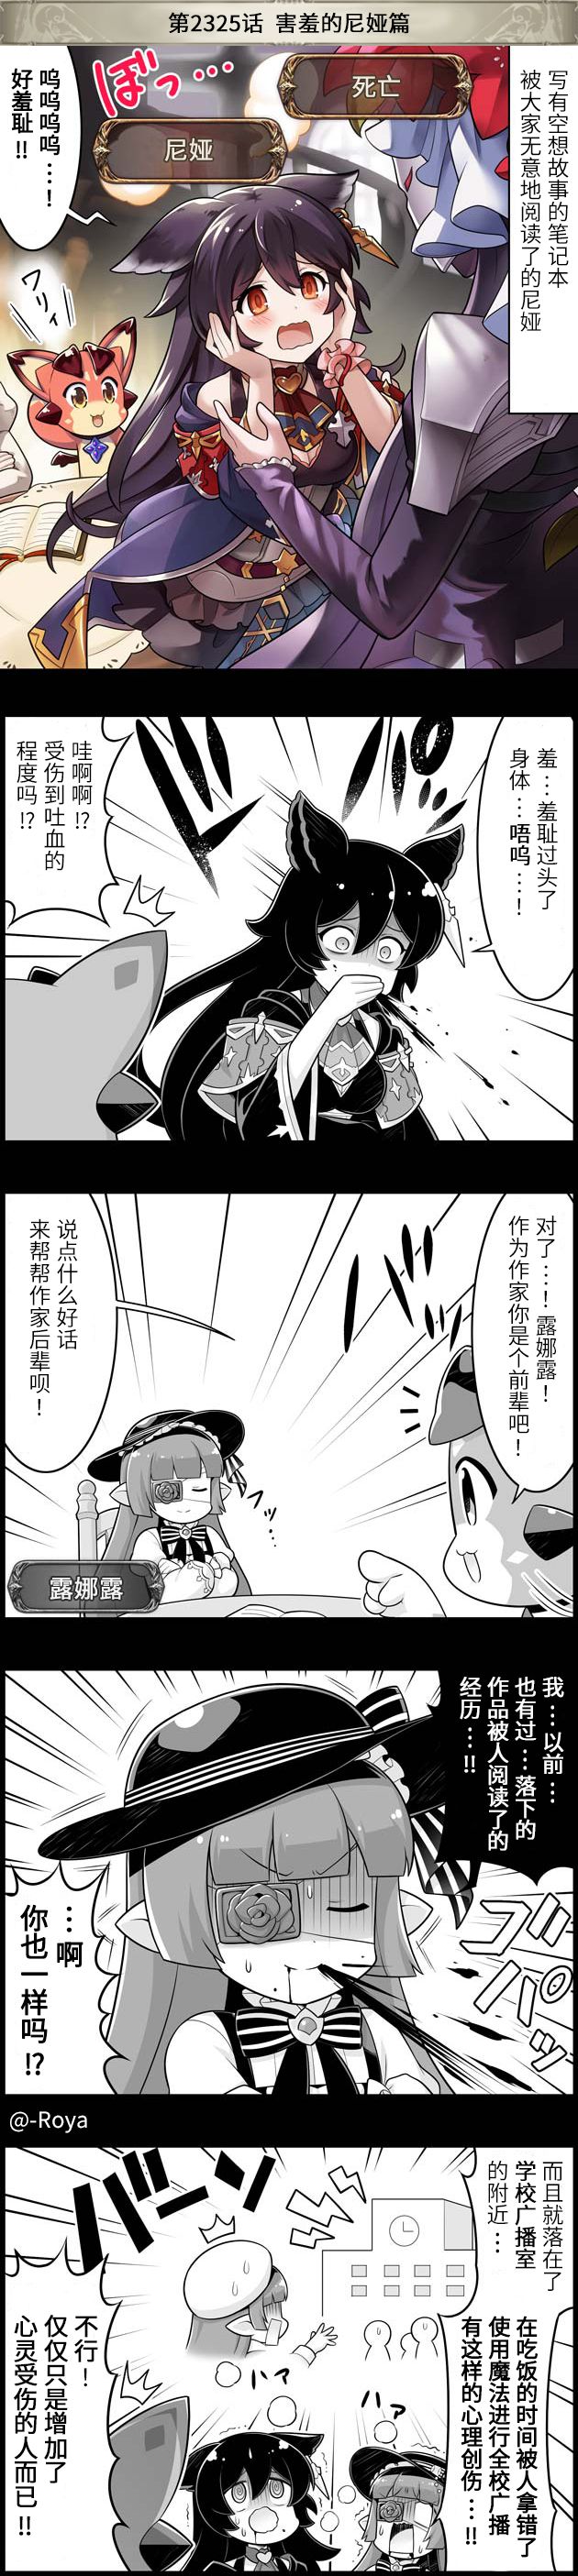 第2325话 害羞的尼娅篇
写有空想故事的笔记本
被大家无意地阅读了的尼娅
死亡
ぼっ…
尼娅
呜呜呜呜…！
好羞耻!!
ワリィ
羞…羞耻过头了
身体…唔呜…！
哇啊啊!?
受伤到吐血的
程度吗!?
对了…！露娜露！
作为作家你是个前辈吧！
说点什么好话
来帮帮作家后辈呗！
フッ…
露娜露
我…以前…
也有过…落下的
作品被人阅读了的
经历…!!
ゴパッ
…啊
你也一样吗!?
@-Roya
而且就落在了
学校广播室
的附近…
バーン
在吃饭的时间被人拿错了
使用魔法进行全校广播
有这样的心理创伤…!!
ハァ
ハァ
不行！
仅仅只是增加了
心灵受伤的人而已!!